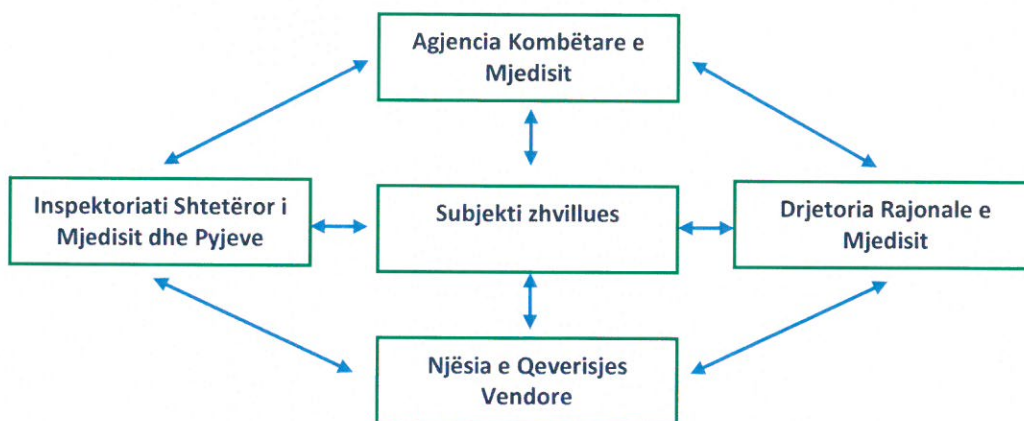 Agjencia Kombëtare e
Mjedisit
Inspektoriati Shtetëror i
Mjedisit dhe Pyjeve
Subjekti zhvillues
Drjetoria Rajonale e
Mjedisit
Njësia e Qeverisjes
Vendore